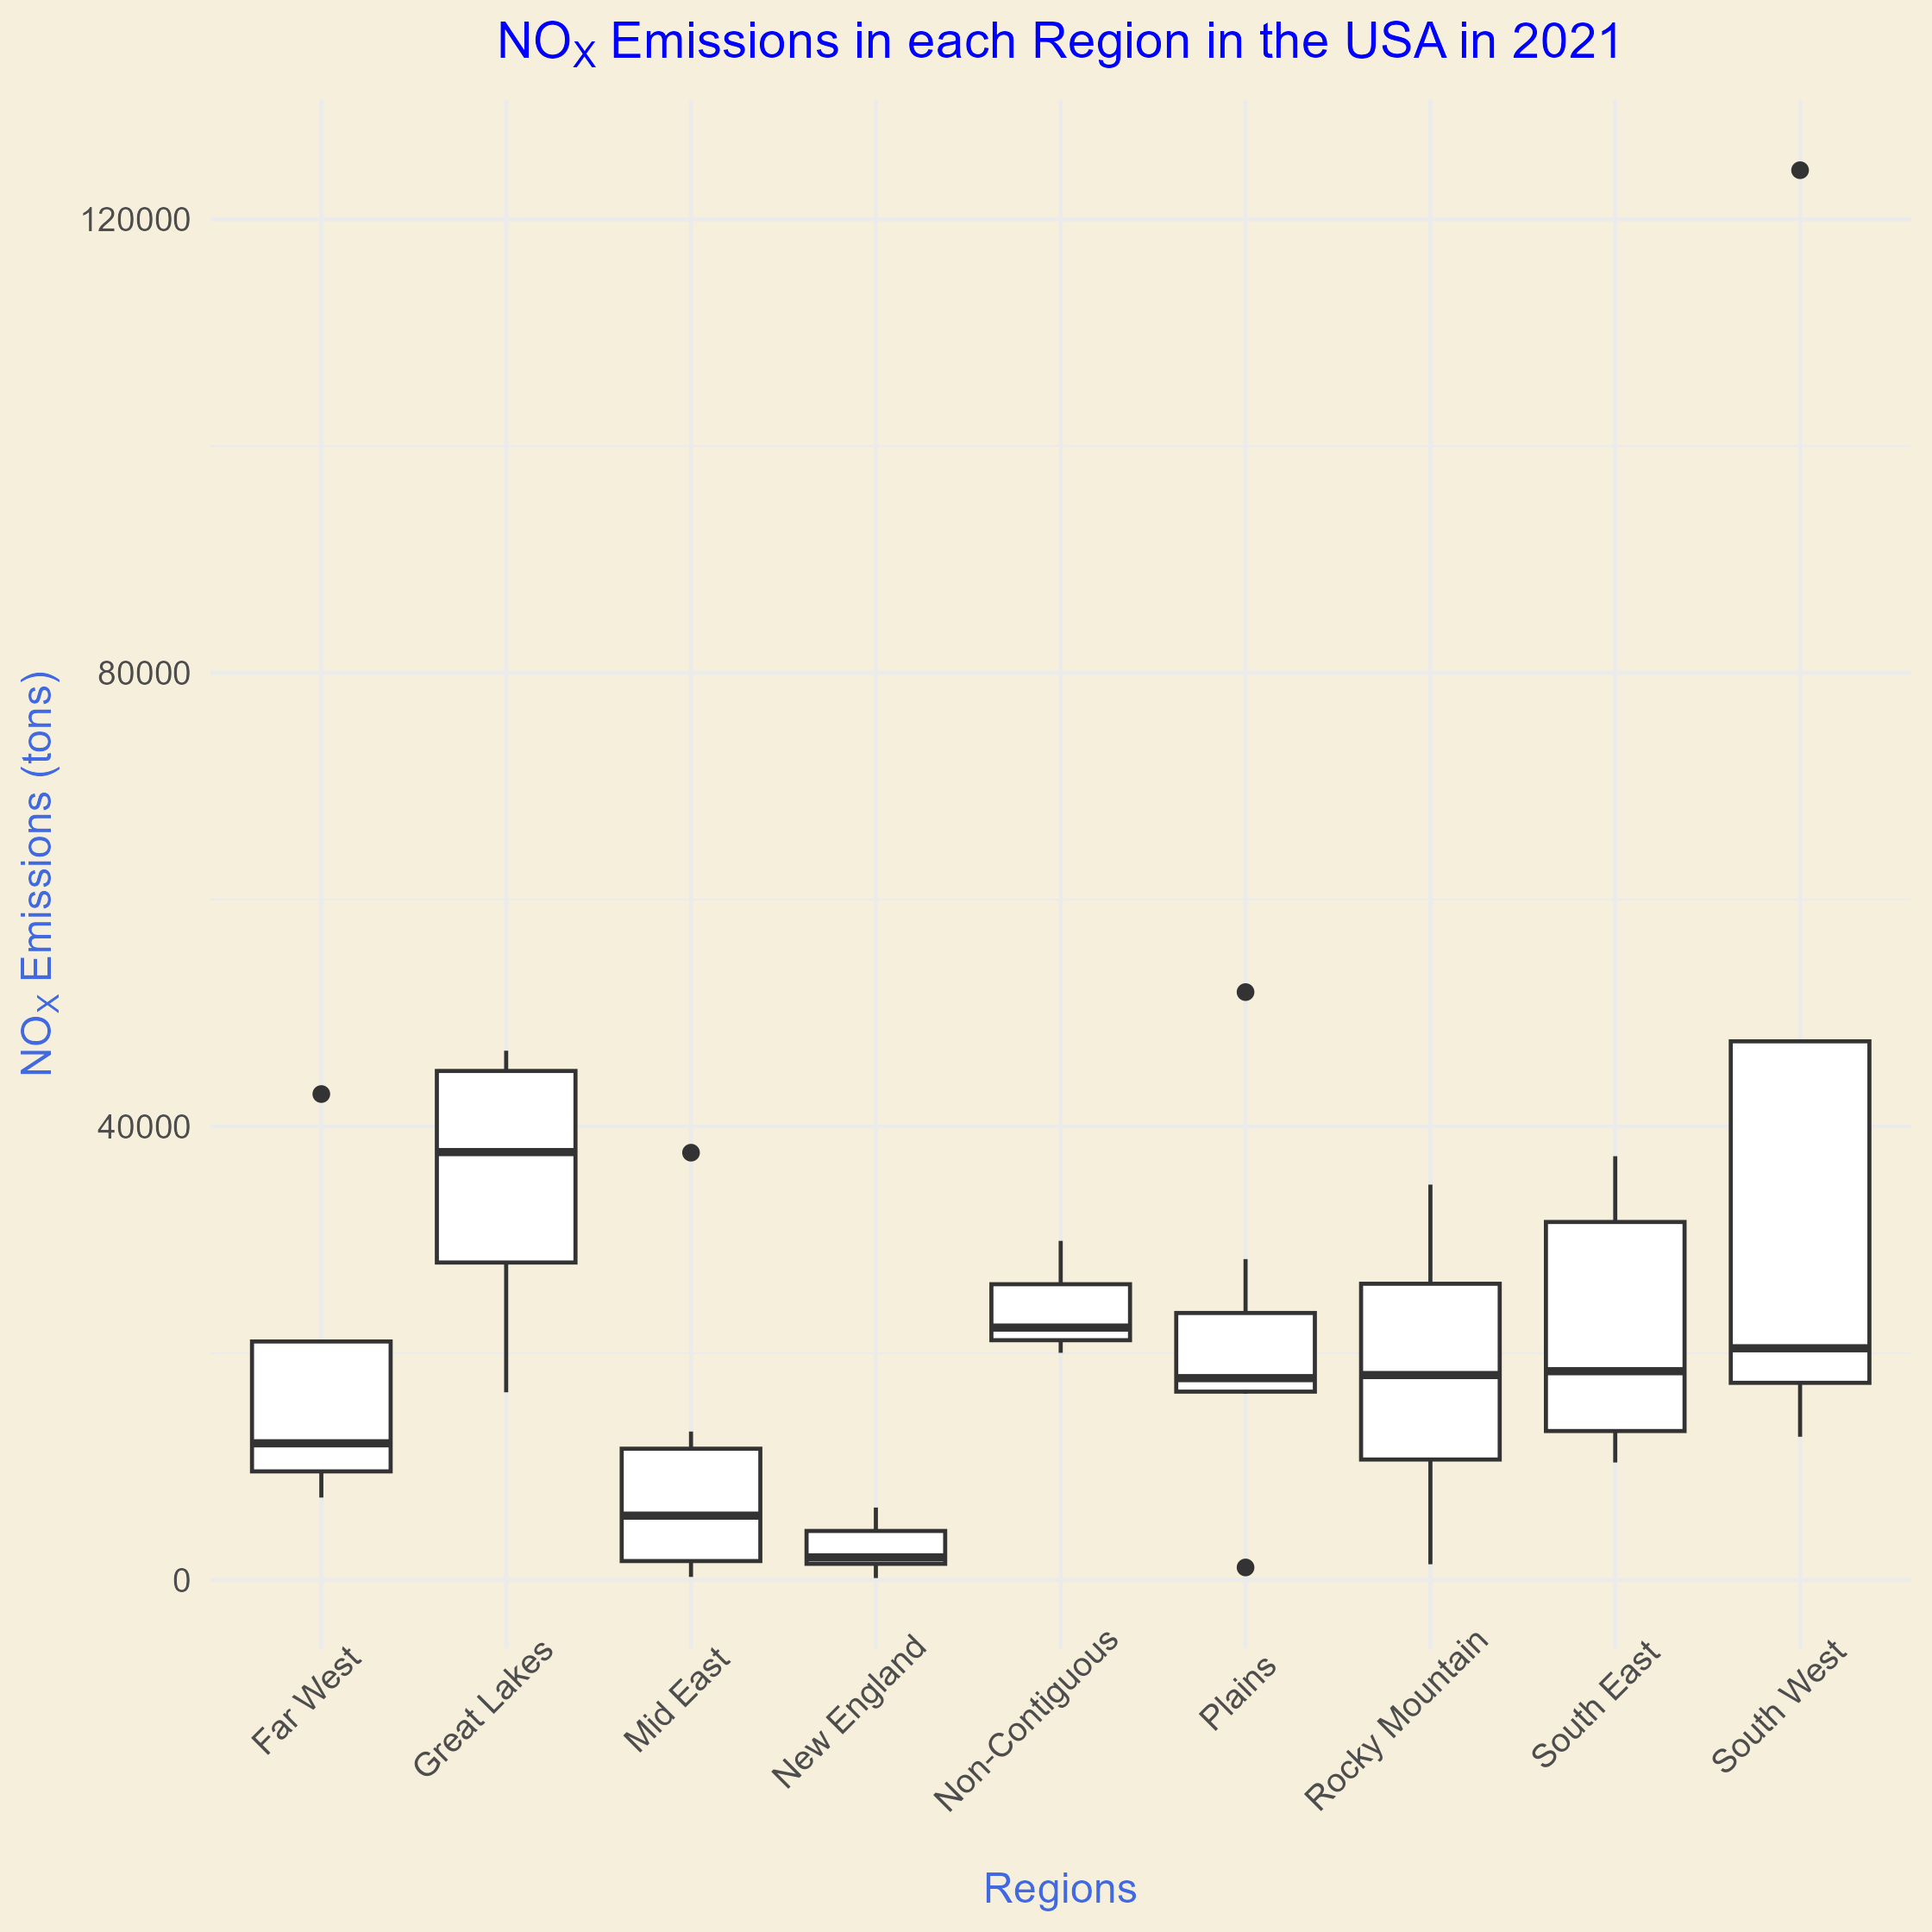 NOX Emissions in each Region in the USA in 2021
NOX Emissions (tons)
120000
80000
40000
0
Far West
Great Lakes
Mid East
New England
Non-Contiguous
Plains
Rocky Mountain
South East
South West
Regions